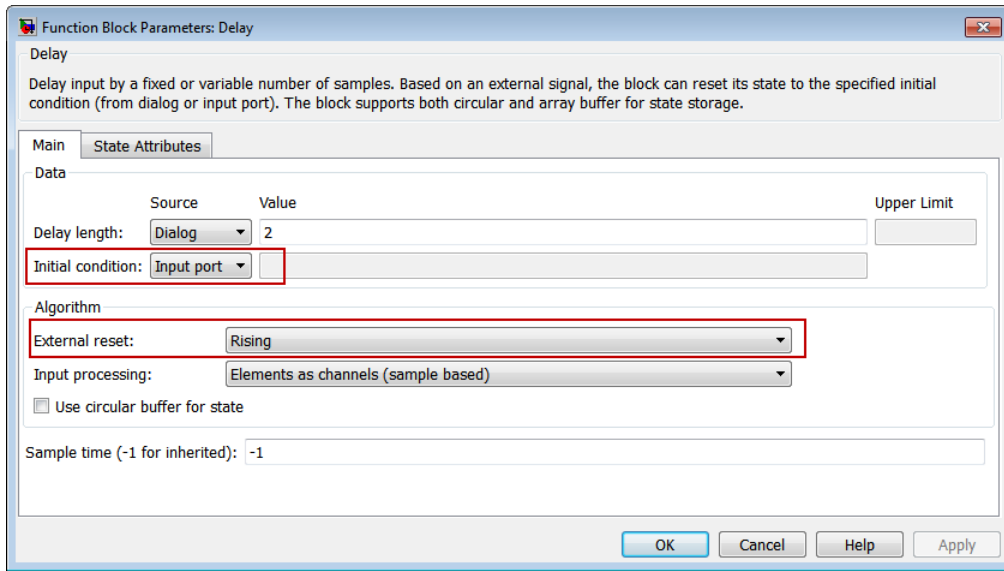 Function Block Parameters: Delay
Delay
Delay input by a fixed or variable number of samples. Based on an external signal, the block can reset its state to the specified initial
condition (from dialog or input port). The block supports both circular and array buffer for state storage.
Main State Attributes
Data
Source Value Upper Limit
Delay length: Dialog 2
Initial condition: Input port
Algorithm
External reset: Rising
Input processing: Elements as channels (sample based)
Use circular buffer for state
Sample time (-1 for inherited): -1
OK Cancel Help Apply